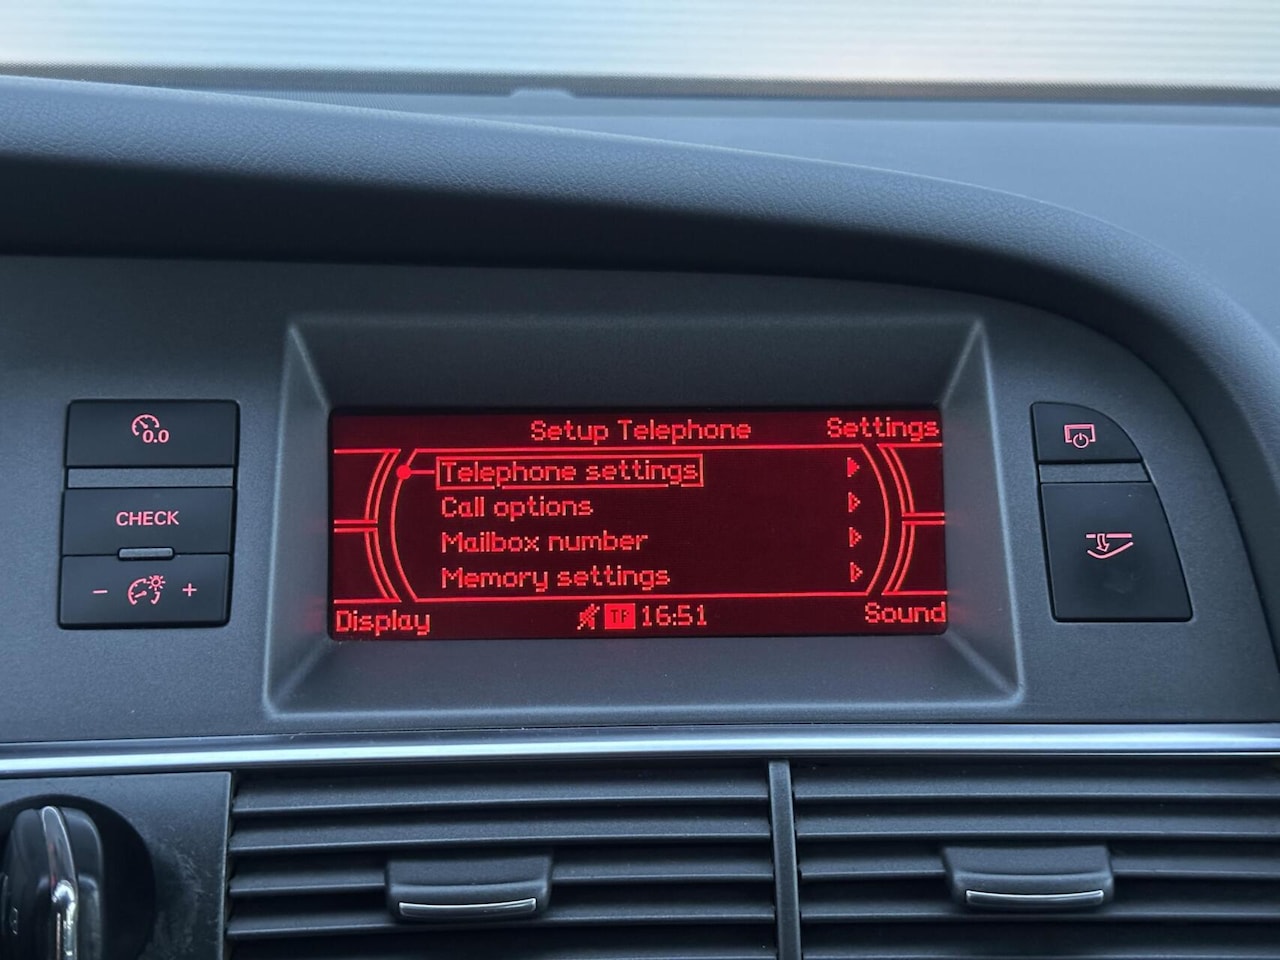 Setup Telephone
Settings
Telephone settings
Call options
Mailbox number
Memory settings
Display
TP
16:51
Sound
0.0
CHECK
- +